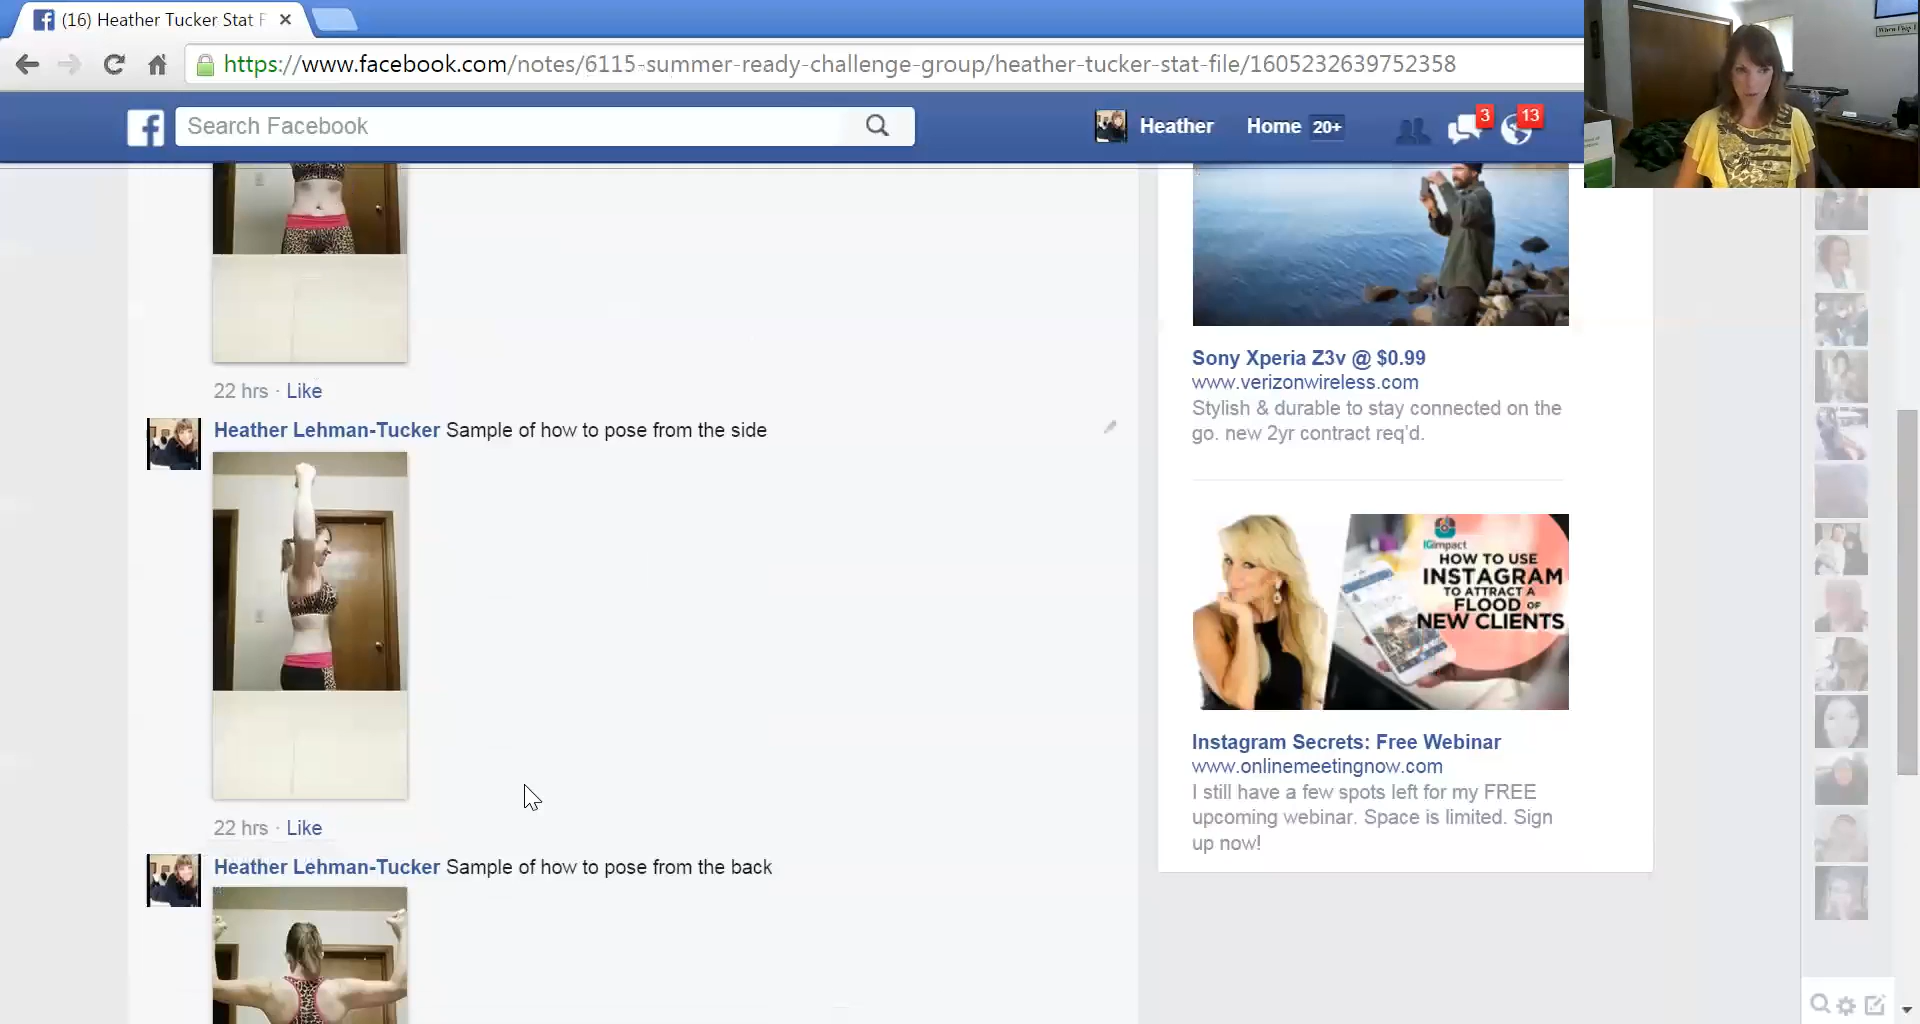 (16) Heather Tucker Stat F
https://www.facebook.com/notes/6115-summer-ready-challenge-group/heather-tucker-stat-file/1605232639752358
Search Facebook
Heather
Home 20+
3
13
22 hrs · Like
Heather Lehman-Tucker Sample of how to pose from the side
22 hrs · Like
Heather Lehman-Tucker Sample of how to pose from the back
Sony Xperia Z3v @ $0.99
www.verizonwireless.com
Stylish & durable to stay connected on the
go. new 2yr contract req'd.
IGimpact
HOW TO USE
INSTAGRAM
TO ATTRACT A
FLOOD OF
NEW CLIENTS
Instagram Secrets: Free Webinar
www.onlinemeetingnow.com
I still have a few spots left for my FREE
upcoming webinar. Space is limited. Sign
up now!